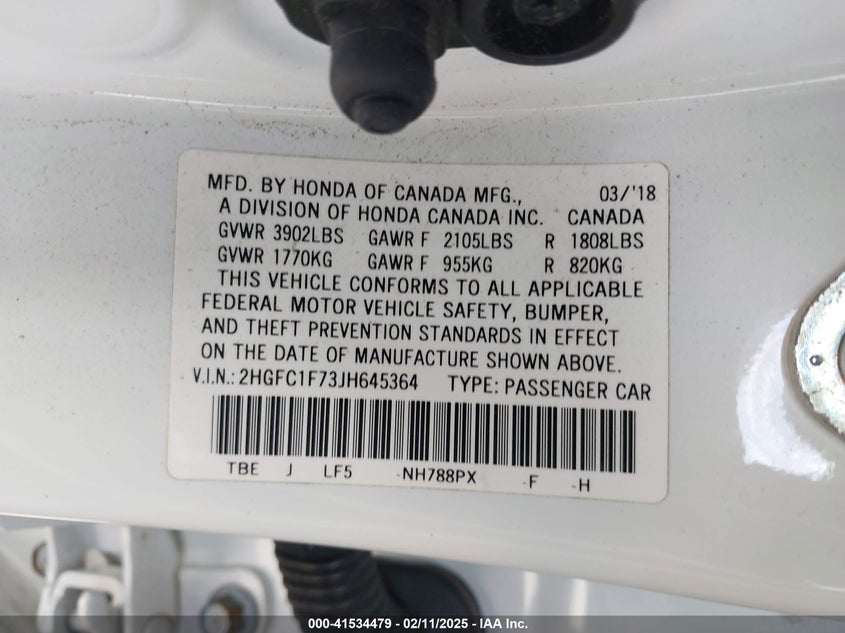 MFD. BY HONDA OF CANADA MFG., 03/'18
A DIVISION OF HONDA CANADA INC. CANADA
GVWR 3902LBS GAWR F 2105LBS R 1808LBS
GVWR 1770KG GAWR F 955KG R 820KG
THIS VEHICLE CONFORMS TO ALL APPLICABLE
FEDERAL MOTOR VEHICLE SAFETY, BUMPER,
AND THEFT PREVENTION STANDARDS IN EFFECT
ON THE DATE OF MANUFACTURE SHOWN ABOVE.
V.I.N.: 2HGFC1F73JH645364 TYPE: PASSENGER CAR
TBE J LF5 -NH788PX -F -H
000-41534479 - 02/11/2025 - IAA Inc.